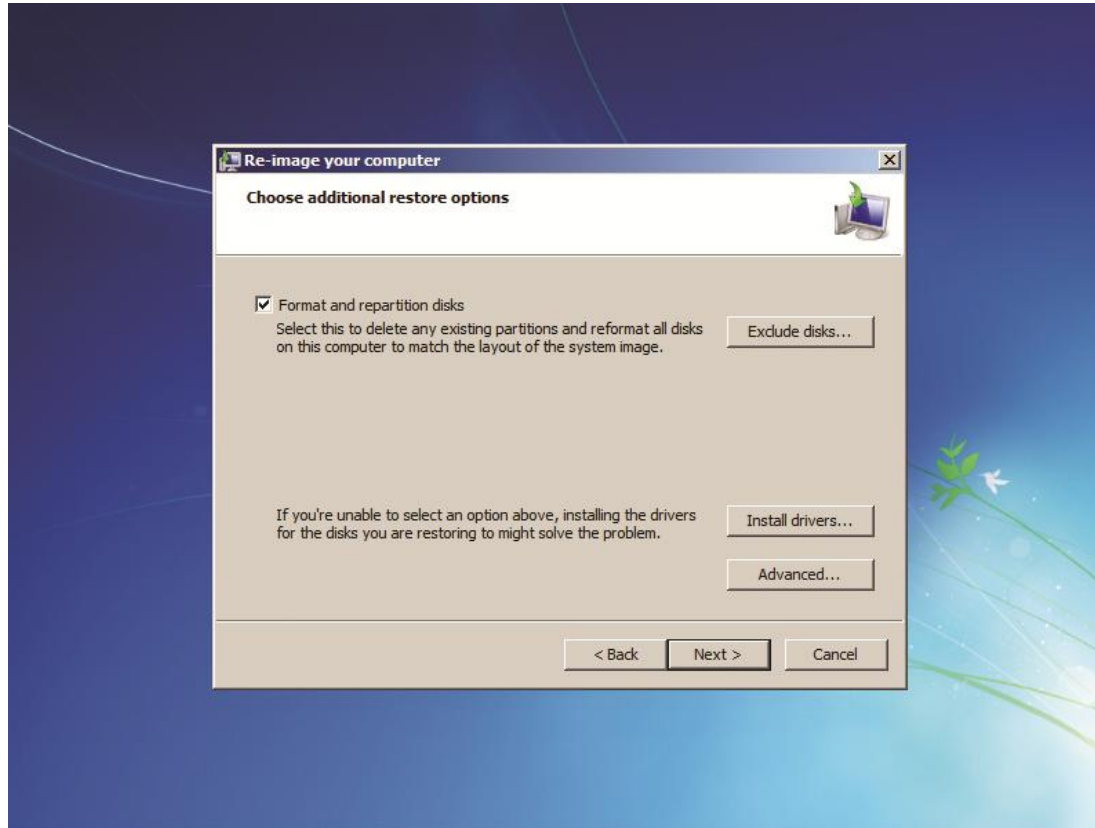 Re-image your computer
Choose additional restore options
Format and repartition disks
Select this to delete any existing partitions and reformat all disks
on this computer to match the layout of the system image.
Exclude disks...
If you're unable to select an option above, installing the drivers
for the disks you are restoring to might solve the problem.
Install drivers...
Advanced...
< Back
Next >
Cancel